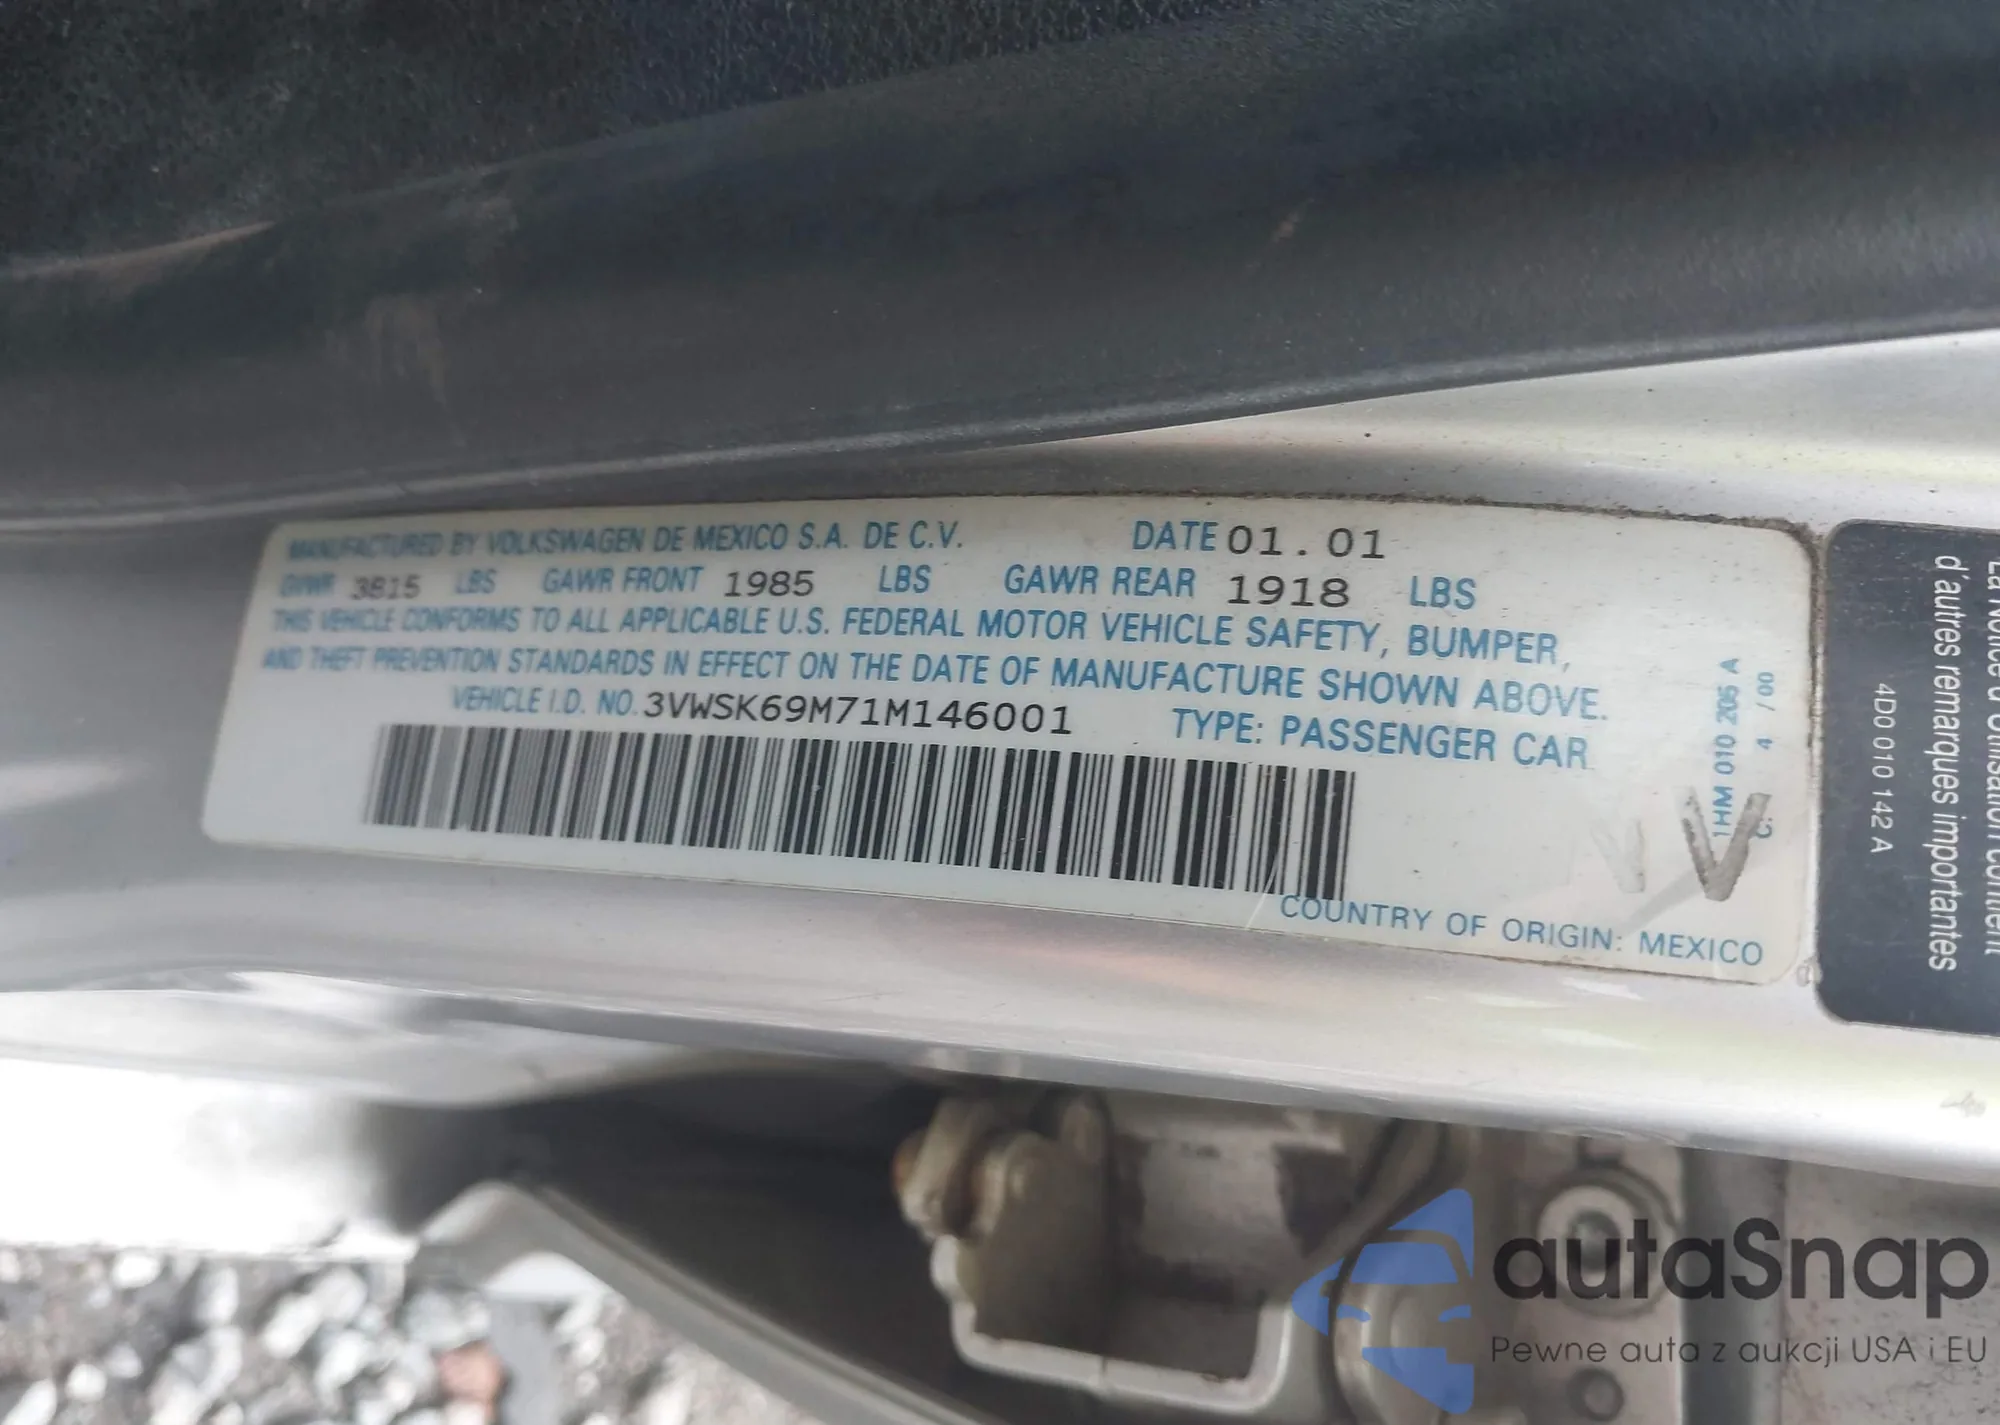 MANUFACTURED BY VOLKSWAGEN DE MEXICO S.A. DE C.V. DATE 01.01
GVWR 3815 LBS GAWR FRONT 1985 LBS GAWR REAR 1918 LBS
THIS VEHICLE CONFORMS TO ALL APPLICABLE U.S. FEDERAL MOTOR VEHICLE SAFETY, BUMPER,
AND THEFT PREVENTION STANDARDS IN EFFECT ON THE DATE OF MANUFACTURE SHOWN ABOVE.
VEHICLE I.D. NO. 3VWSK69M71M146001 TYPE: PASSENGER CAR
COUNTRY OF ORIGIN: MEXICO
1HM 010 205 A
C. 4 / 00
V
4D0 010 142 A
d'autres remarques importantes
contient
autaSnap
Pewne auta z aukcji USA i EU